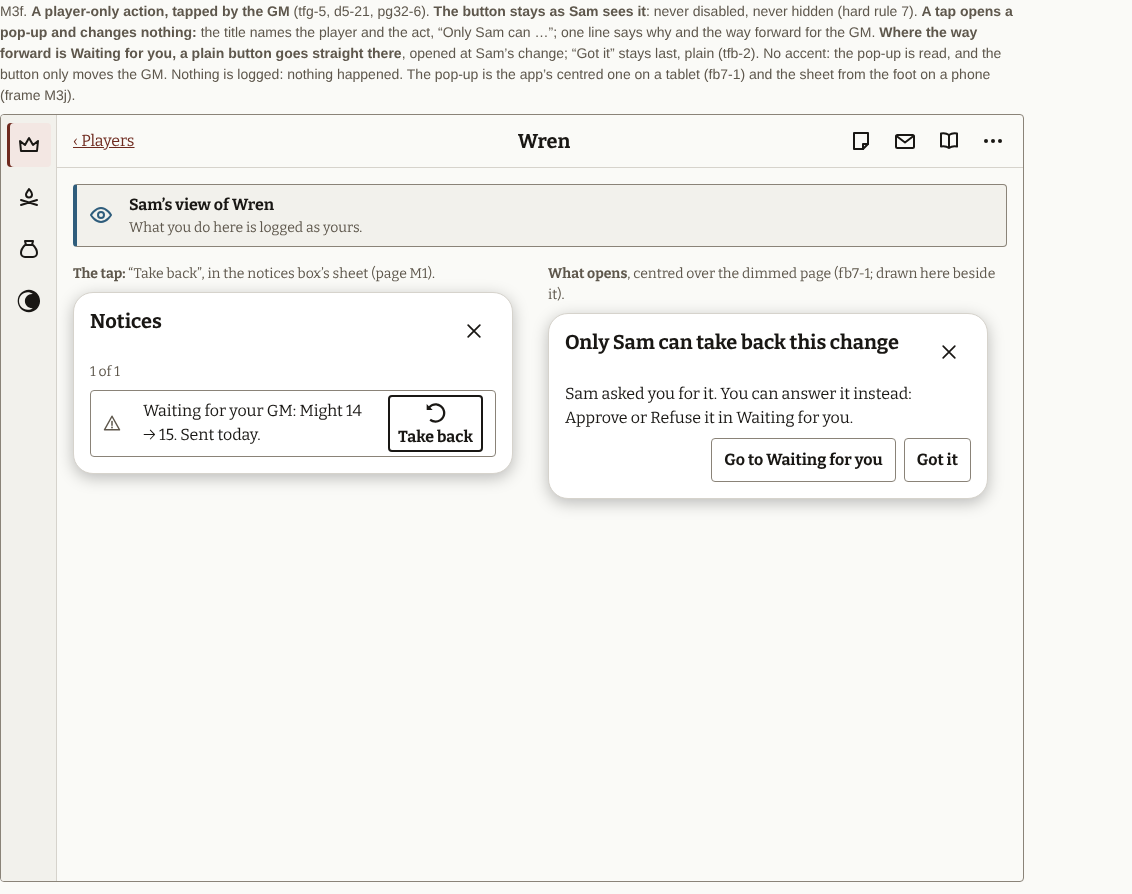 M3f. A player-only action, tapped by the GM (tfg-5, d5-21, pg32-6). The button stays as Sam sees it: never disabled, never hidden (hard rule 7). A tap opens a
pop-up and changes nothing: the title names the player and the act, “Only Sam can …”; one line says why and the way forward for the GM. Where the way
forward is Waiting for you, a plain button goes straight there, opened at Sam’s change; “Got it” stays last, plain (tfb-2). No accent: the pop-up is read, and the
button only moves the GM. Nothing is logged: nothing happened. The pop-up is the app’s centred one on a tablet (fb7-1) and the sheet from the foot on a phone
(frame M3j).
‹ Players
Wren
Sam’s view of Wren
What you do here is logged as yours.
The tap: “Take back”, in the notices box’s sheet (page M1).
Notices
1 of 1
Waiting for your GM: Might 14
→ 15. Sent today.
Take back
What opens, centred over the dimmed page (fb7-1; drawn here beside
it).
Only Sam can take back this change
Sam asked you for it. You can answer it instead:
Approve or Refuse it in Waiting for you.
Go to Waiting for you
Got it